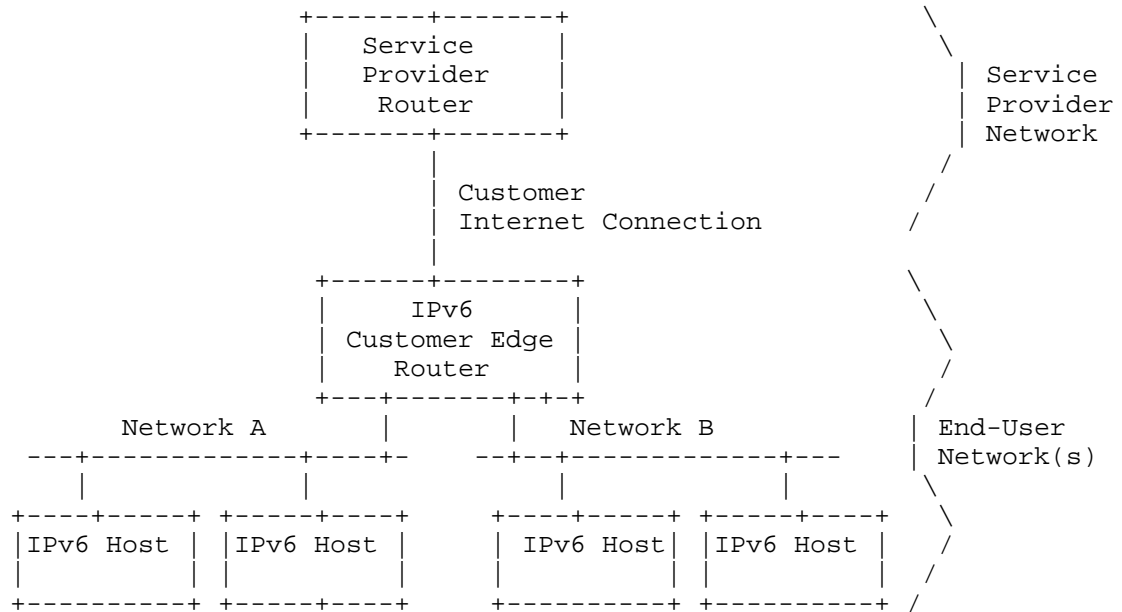 Service
Provider
Router
Service
Provider
Network
Customer
Internet Connection
IPv6
Customer Edge
Router
Network A
Network B
End-User
Network(s)
IPv6 Host
IPv6 Host
IPv6 Host
IPv6 Host